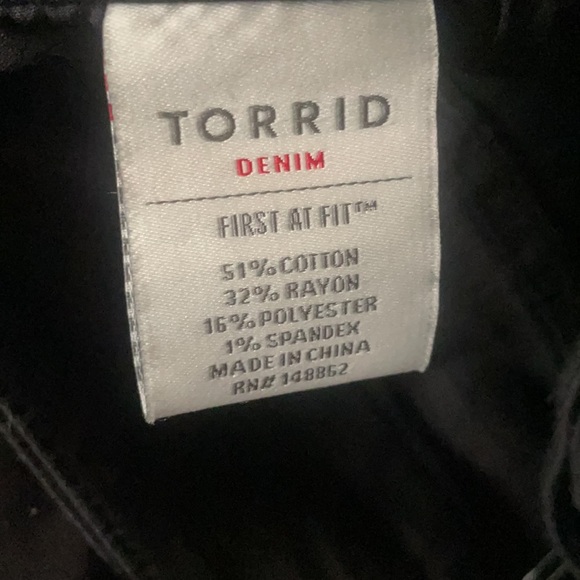 TORRID
DENIM
FIRST AT FIT™
51% COTTON
32% RAYON
16% POLYESTER
1% SPANDEX
MADE IN CHINA
RN# 148862